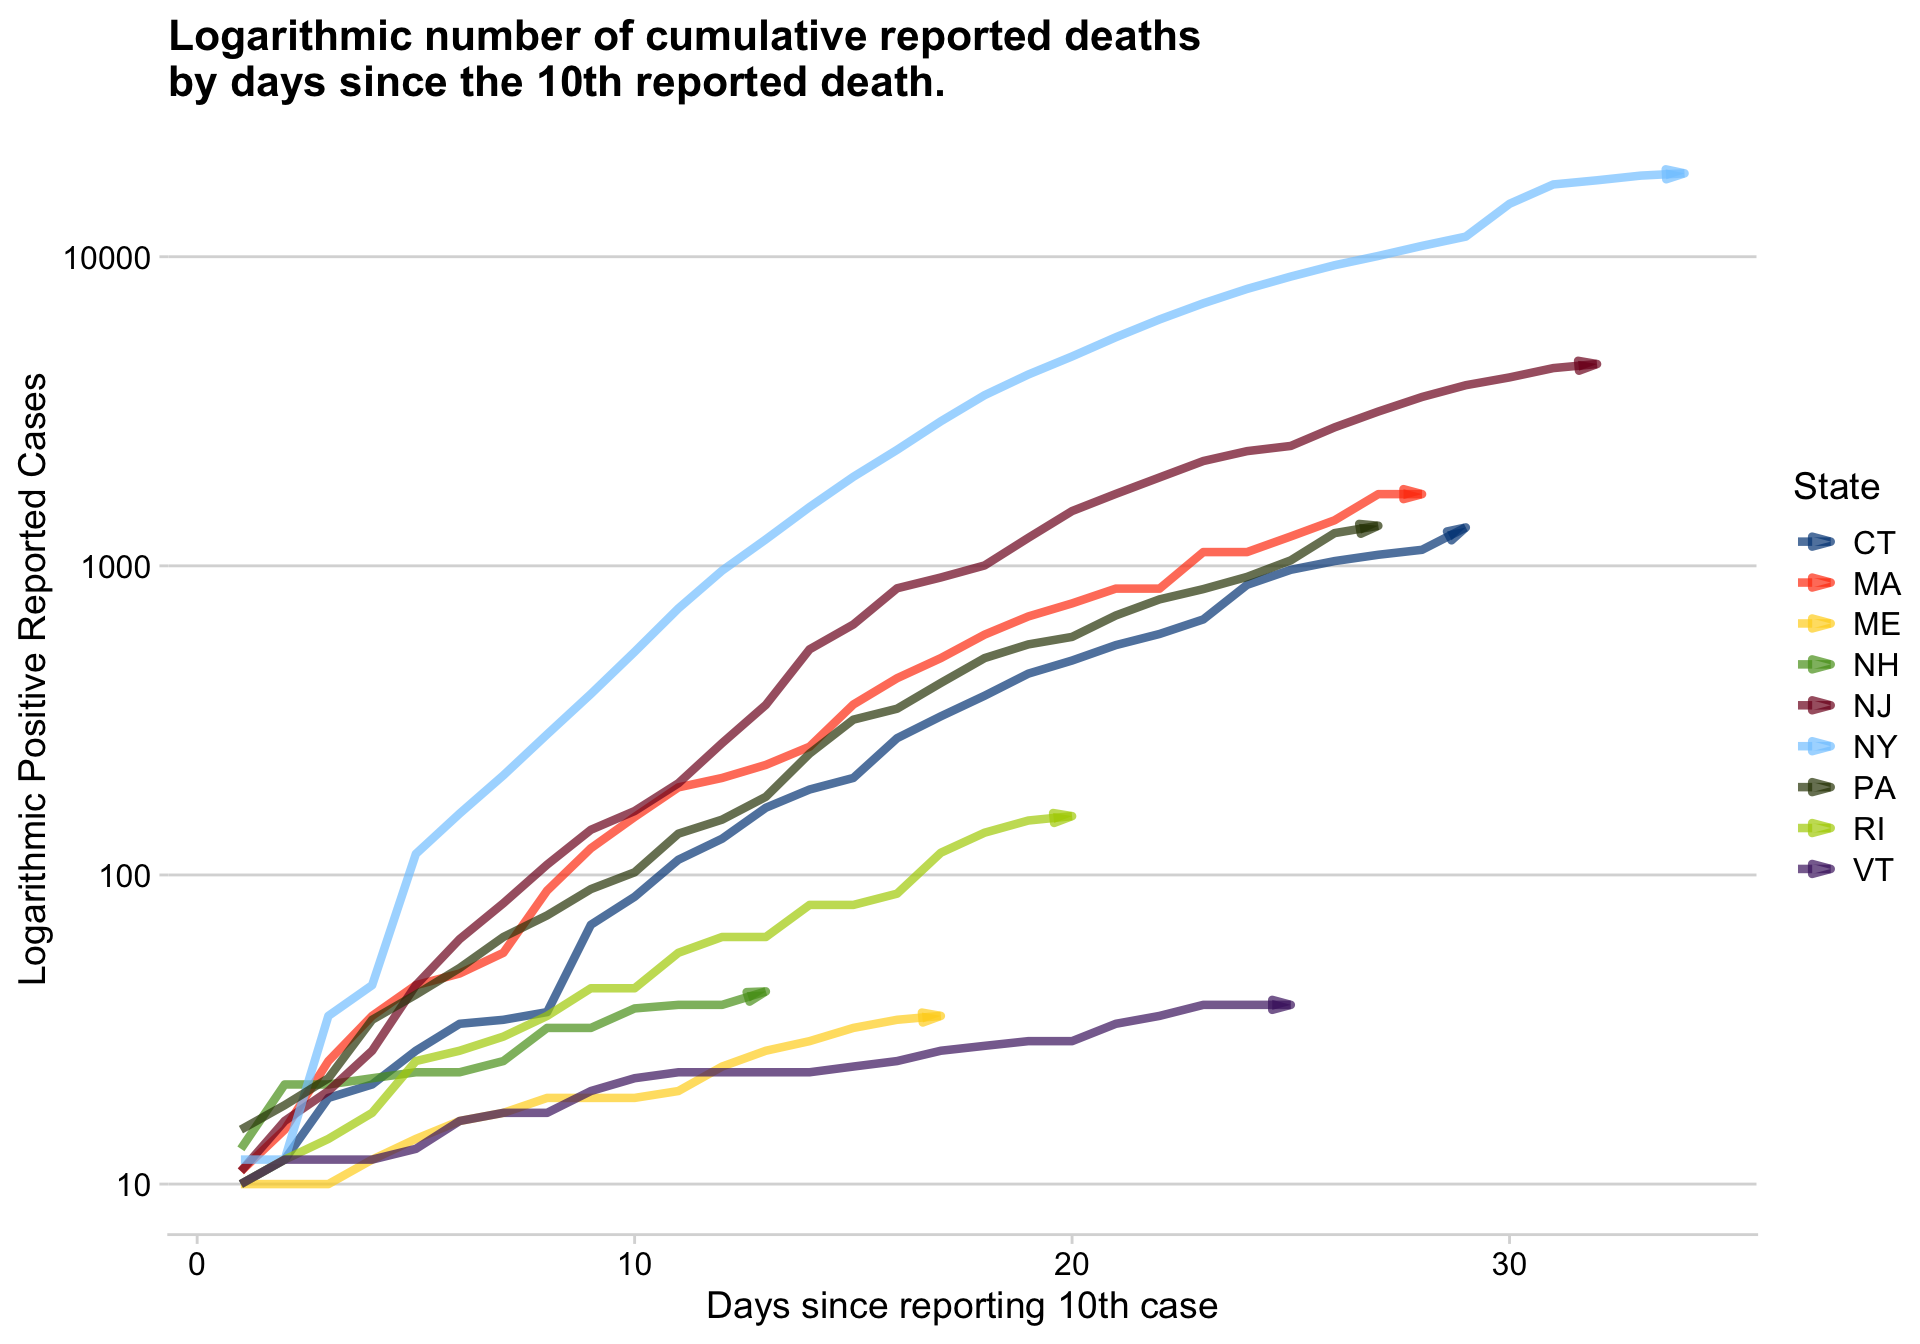 Logarithmic number of cumulative reported deaths
by days since the 10th reported death.
Logarithmic Positive Reported Cases
10000
1000
100
10
0
10
20
30
Days since reporting 10th case
State
CT
MA
ME
NH
NJ
NY
PA
RI
VT